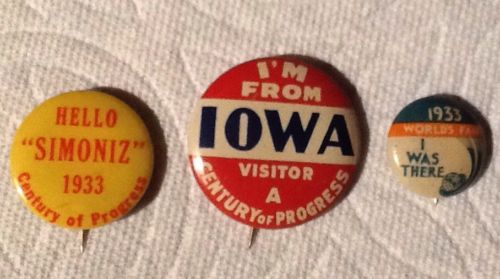 HELLO
"SIMONIZ"
1933
Century of Progress
I'M
FROM
IOWA
VISITOR
A
CENTURY OF PROGRESS
1933
WORLDS FAIR
I
WAS
THERE